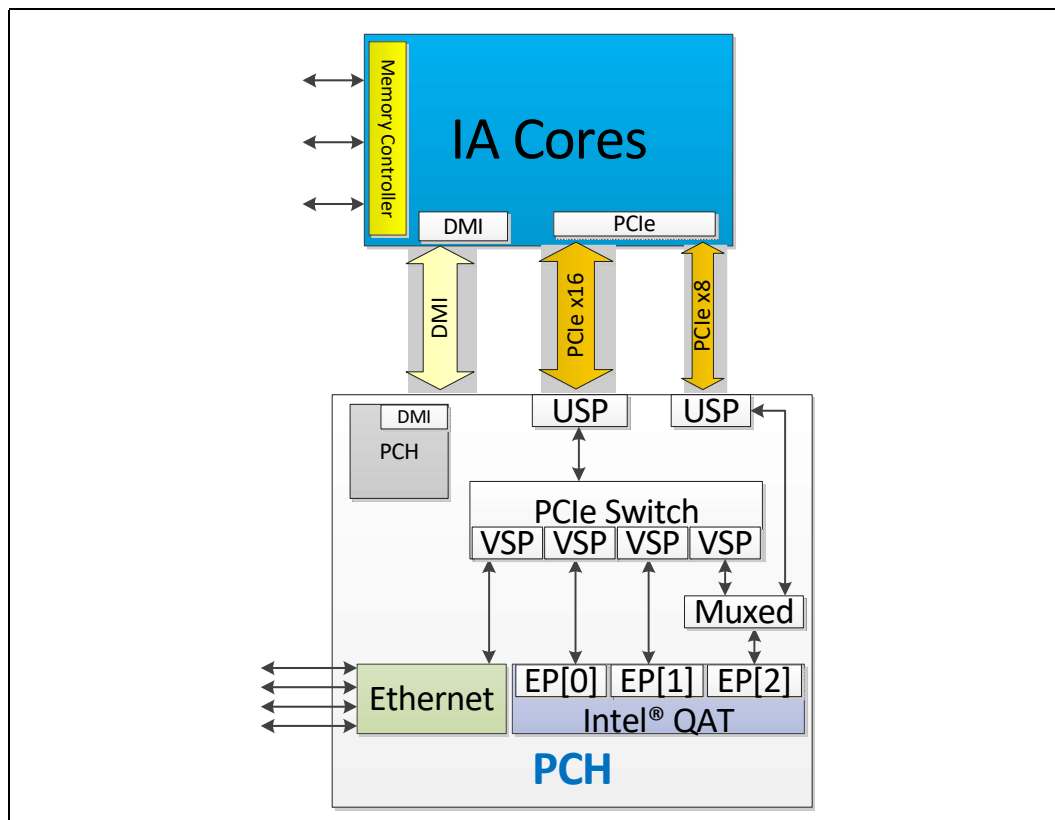 Memory Controller
IA Cores
DMI
PCIe
DMI
PCIe x16
PCIe x8
USP
USP
DMI
PCH
PCIe Switch
VSP
VSP
VSP
VSP
Muxed
Ethernet
EP[0]
EP[1]
EP[2]
Intel® QAT
PCH